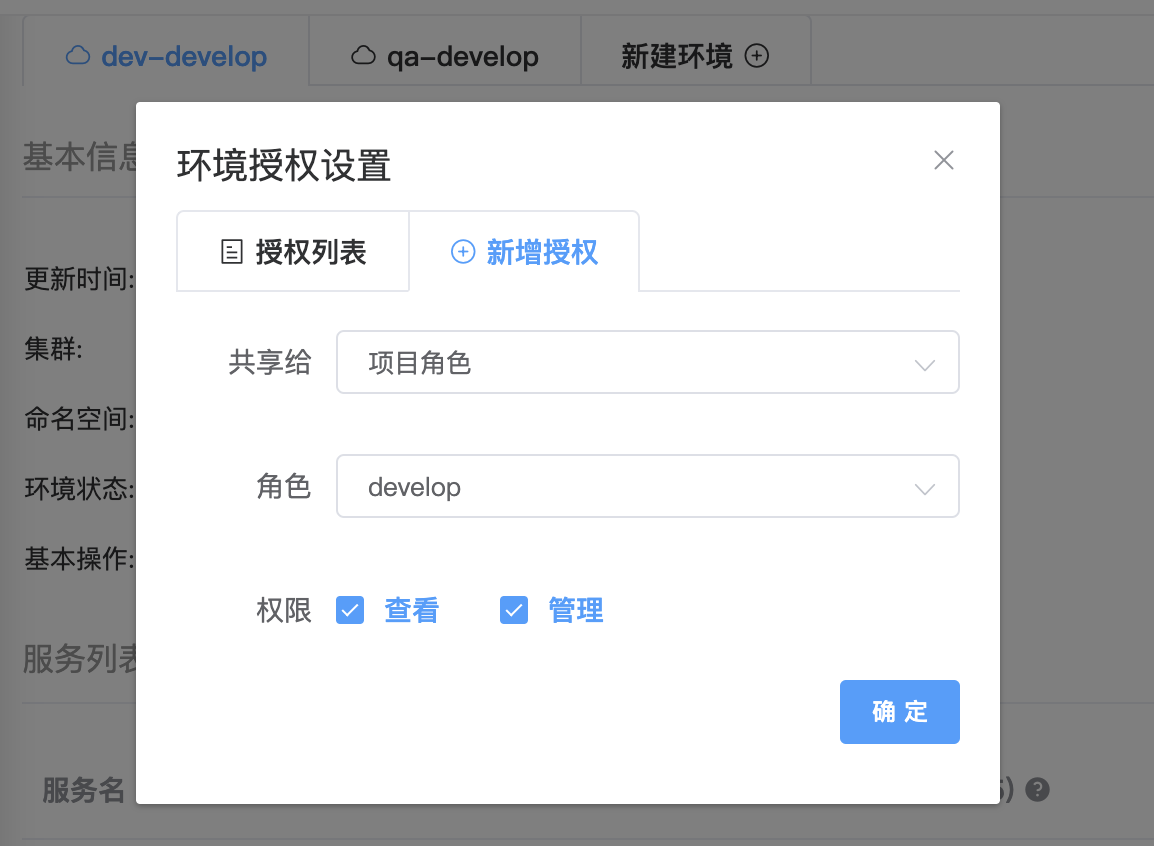 dev-develop qa-develop 新建环境
基本信息
环境授权设置
授权列表 新增授权
更新时间:
集群:
命名空间:
环境状态:
基本操作:
共享给 项目角色
角色 develop
权限 查看 管理
服务列表
确 定
服务名